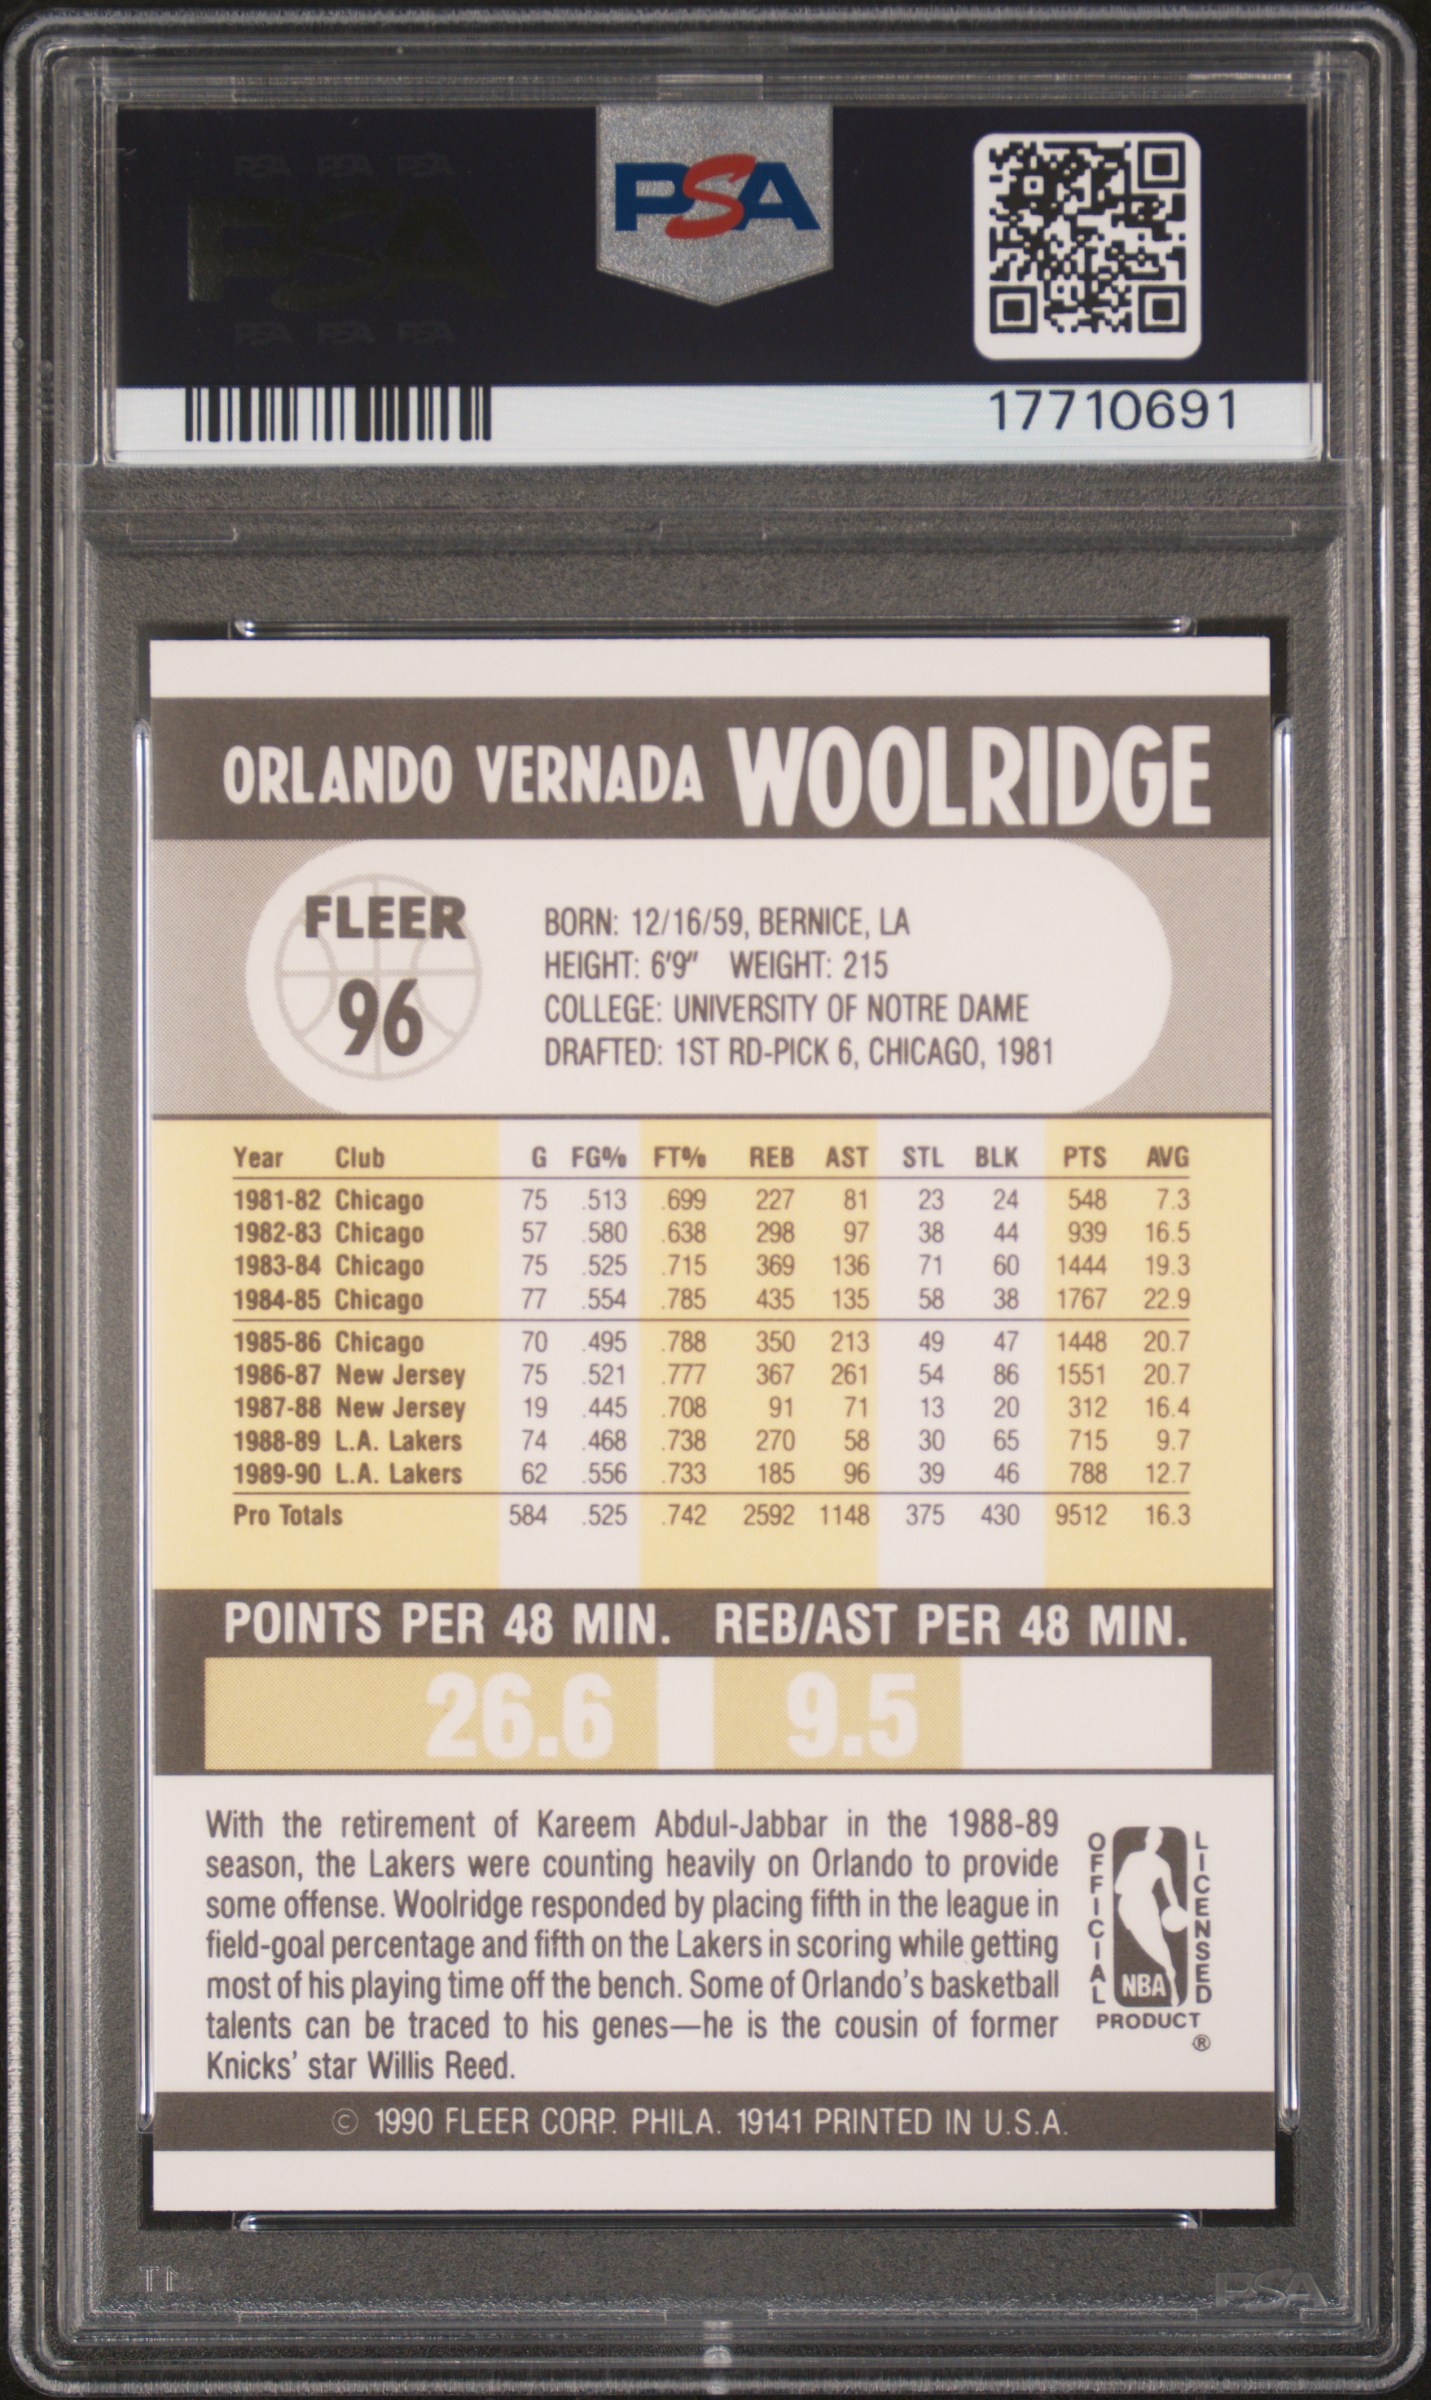 PSA PSA PSA
PSA
PSA PSA PSA
PSA
17710691
ORLANDO VERNADA WOOLRIDGE
FLEER
96
BORN: 12/16/59, BERNICE, LA
HEIGHT: 6'9" WEIGHT: 215
COLLEGE: UNIVERSITY OF NOTRE DAME
DRAFTED: 1ST RD-PICK 6, CHICAGO, 1981
Year Club G FG% FT% REB AST STL BLK PTS AVG
1981-82 Chicago 75 .513 .699 227 81 23 24 548 7.3
1982-83 Chicago 57 .580 .638 298 97 38 44 939 16.5
1983-84 Chicago 75 .525 .715 369 136 71 60 1444 19.3
1984-85 Chicago 77 .554 .785 435 135 58 38 1767 22.9
1985-86 Chicago 70 .495 .788 350 213 49 47 1448 20.7
1986-87 New Jersey 75 .521 .777 367 261 54 86 1551 20.7
1987-88 New Jersey 19 .445 .708 91 71 13 20 312 16.4
1988-89 L.A. Lakers 74 .468 .738 270 58 30 65 715 9.7
1989-90 L.A. Lakers 62 .556 .733 185 96 39 46 788 12.7
Pro Totals 584 .525 .742 2592 1148 375 430 9512 16.3
POINTS PER 48 MIN. REB/AST PER 48 MIN.
26.6 9.5
With the retirement of Kareem Abdul-Jabbar in the 1988-89
season, the Lakers were counting heavily on Orlando to provide
some offense. Woolridge responded by placing fifth in the league in
field-goal percentage and fifth on the Lakers in scoring while getting
most of his playing time off the bench. Some of Orlando's basketball
talents can be traced to his genes—he is the cousin of former
Knicks' star Willis Reed.
OFFICIAL
NBA
LICENSED
PRODUCT
®
© 1990 FLEER CORP. PHILA. 19141 PRINTED IN U.S.A.
PSA